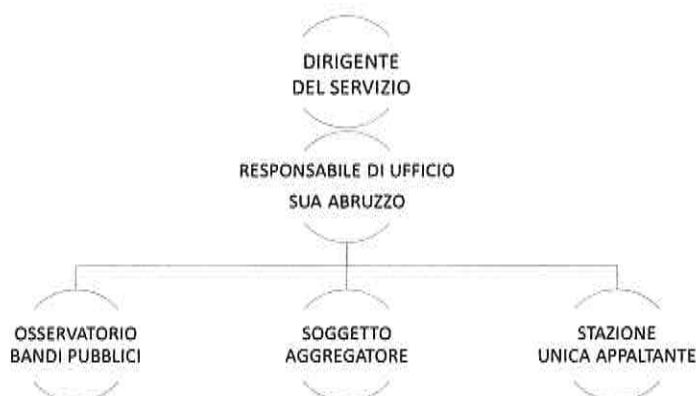 DIRIGENTE
DEL SERVIZIO
RESPONSABILE DI UFFICIO
SUA ABRUZZO
OSSERVATORIO
BANDI PUBBLICI
SOGGETTO
AGGREGATORE
STAZIONE
UNICA APPALTANTE